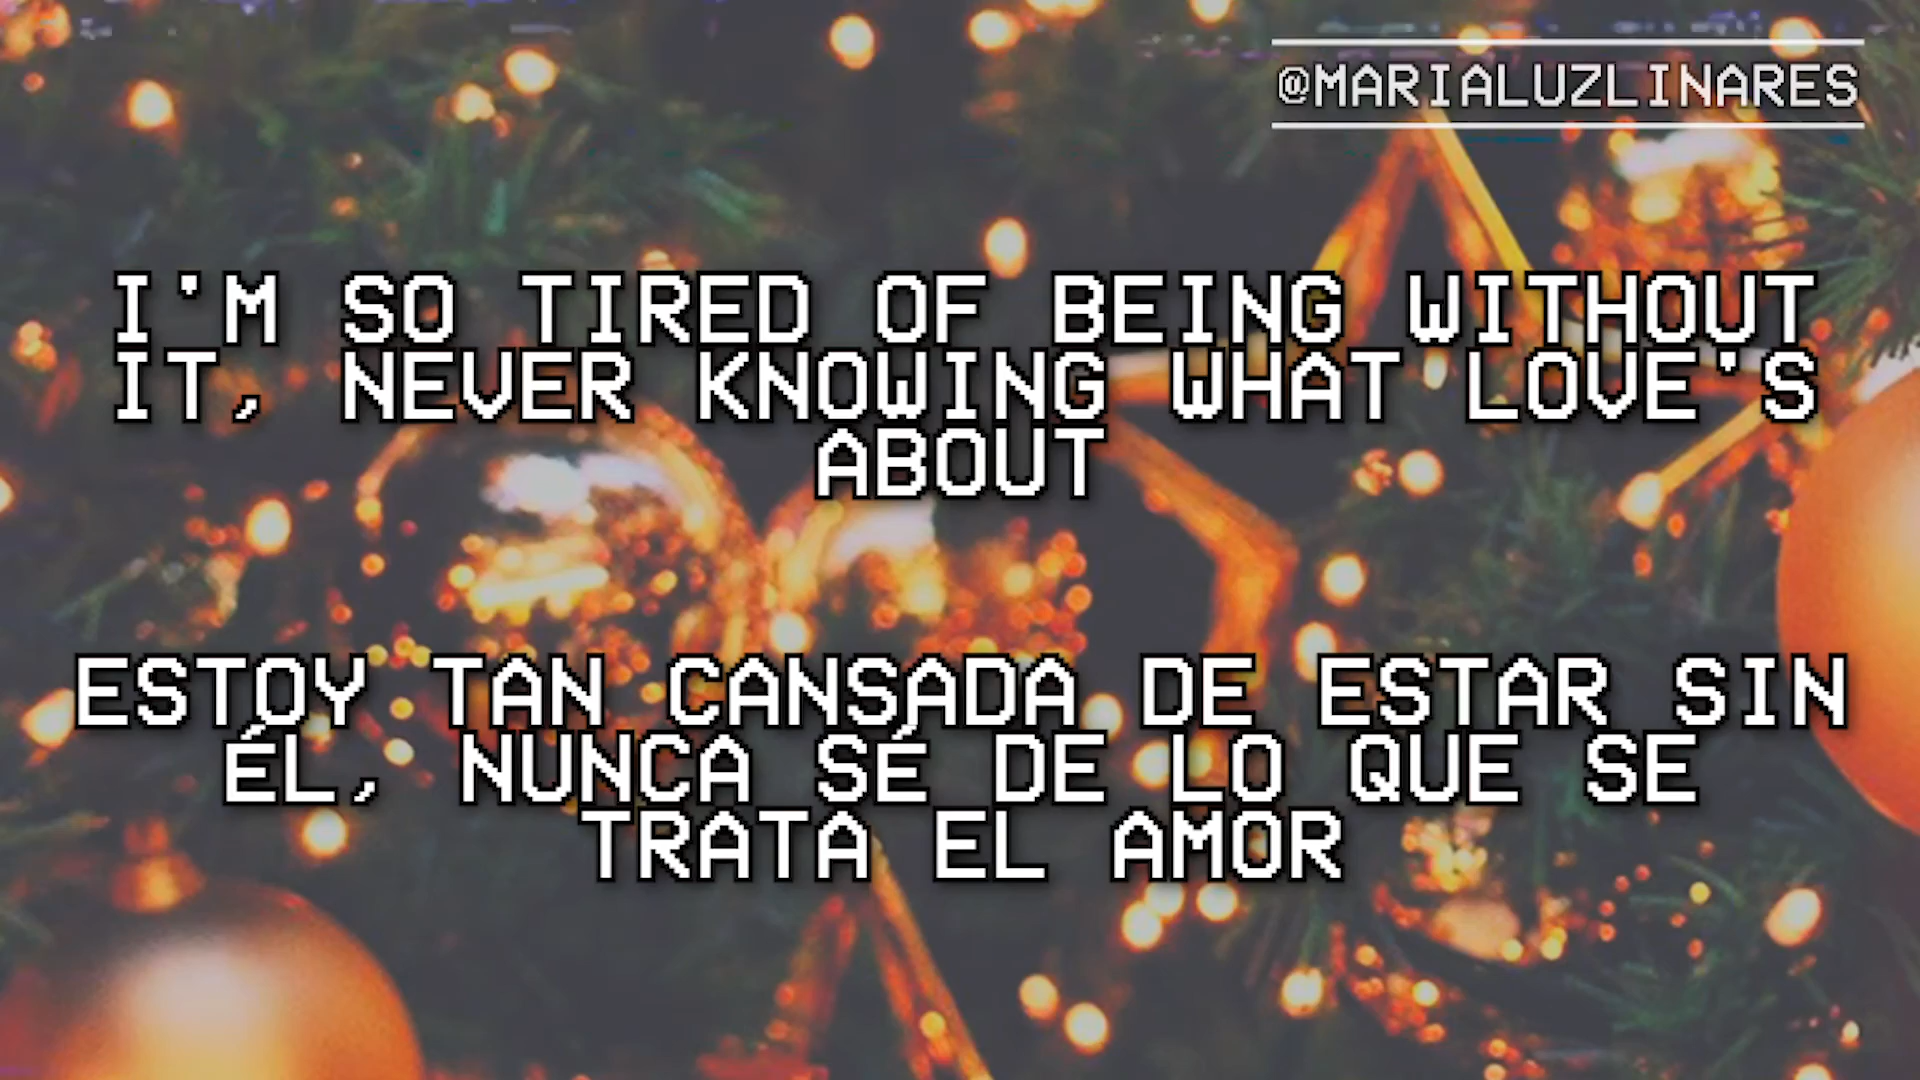 @MARIALUZLINARES
I'M SO TIRED OF BEING WITHOUT
IT, NEVER KNOWING WHAT LOVE'S
ABOUT
ESTOY TAN CANSADA DE ESTAR SIN
ÉL, NUNCA SÉ DE LO QUE SE
TRATA EL AMOR